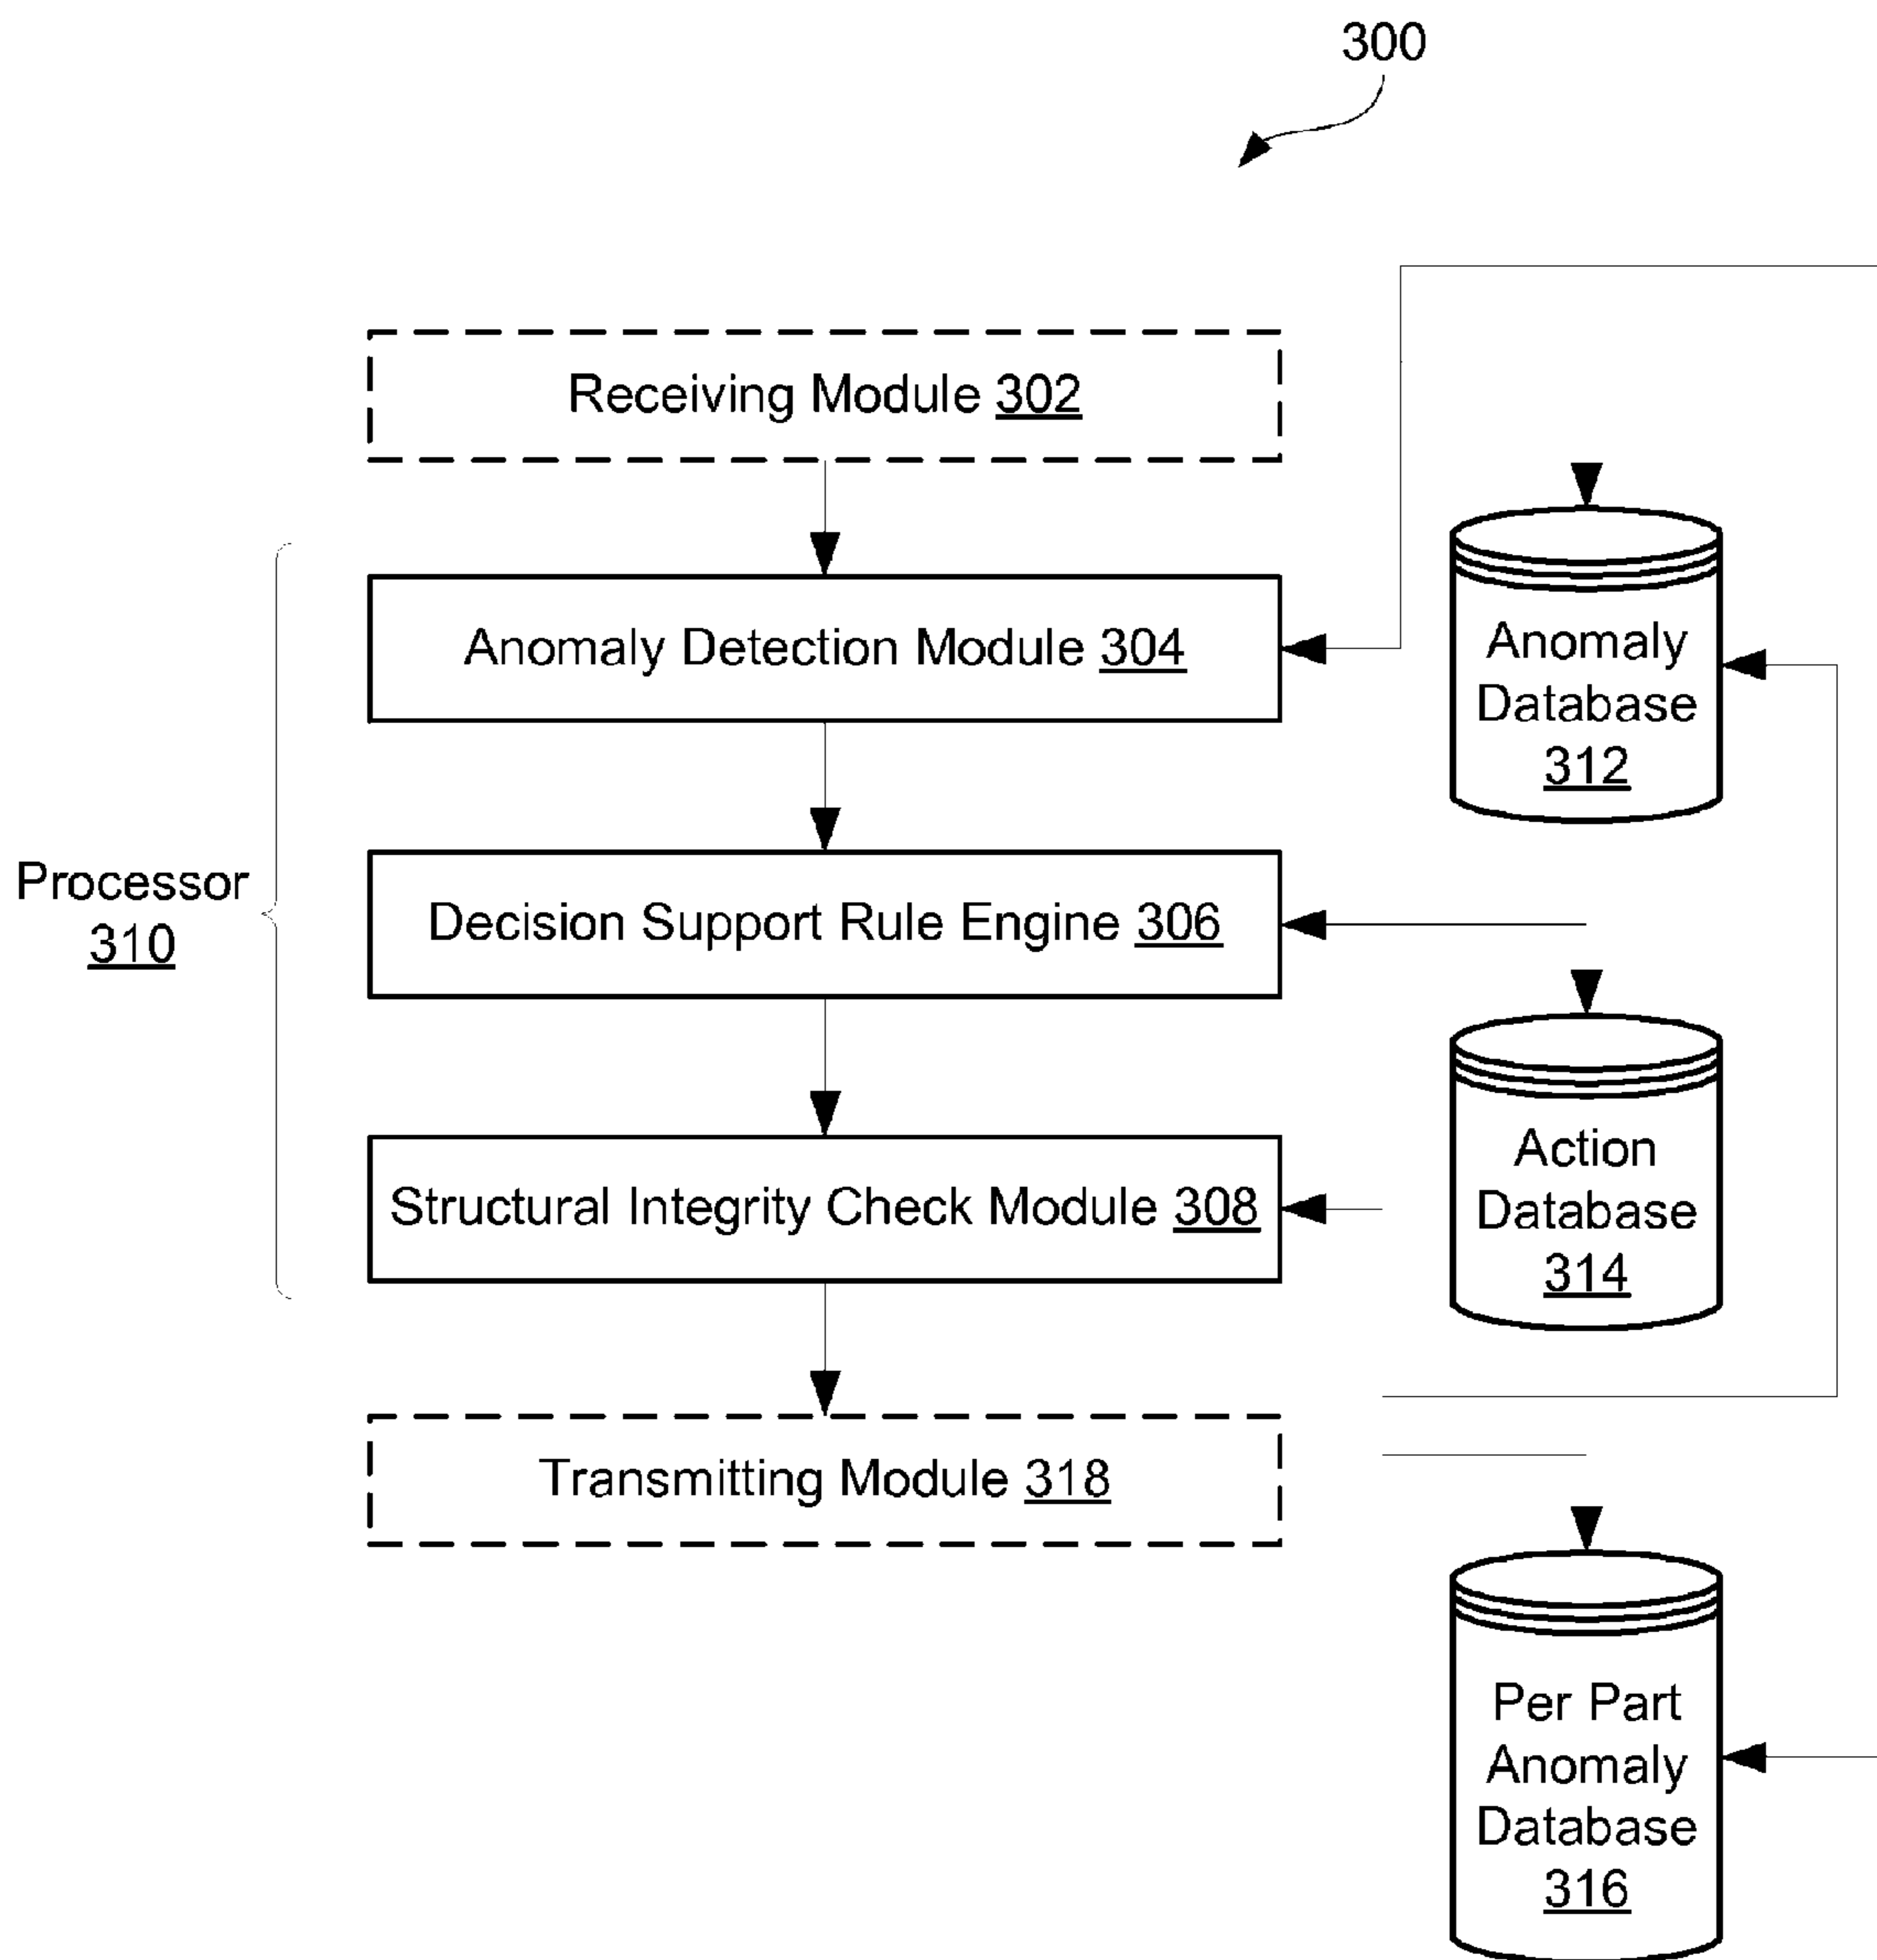 300
Receiving Module 302
Anomaly Detection Module 304
Anomaly
Database
312
Processor
310
Decision Support Rule Engine 306
Action
Database
314
Structural Integrity Check Module 308
Transmitting Module 318
Per Part
Anomaly
Database
316